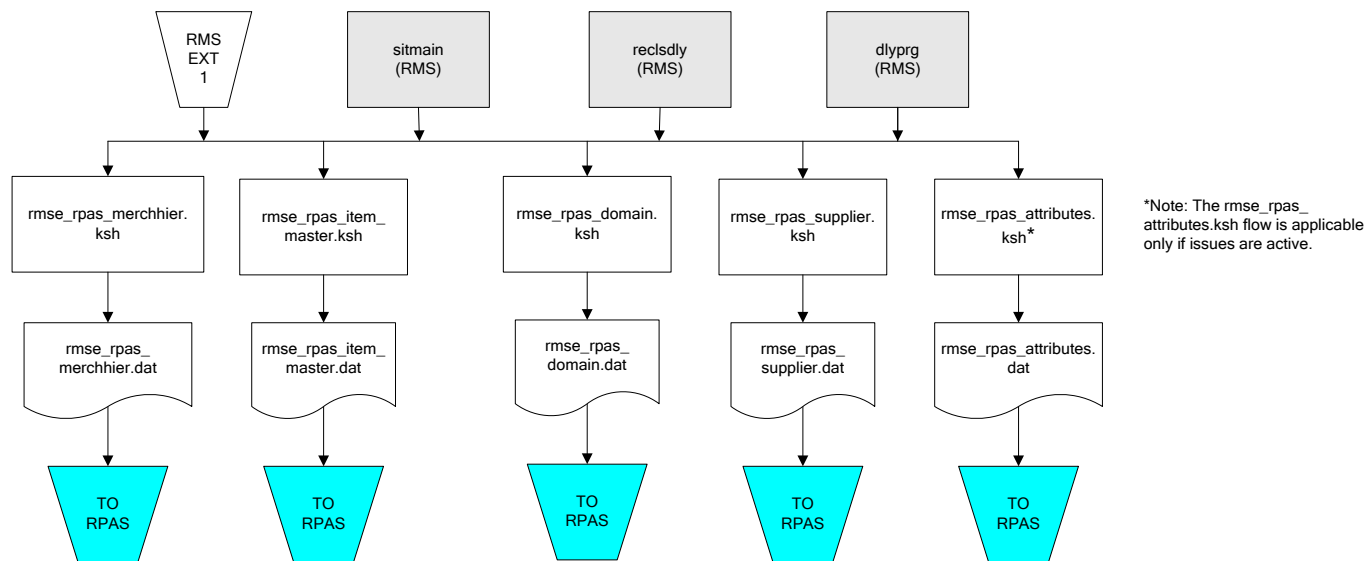 RMS
EXT
1
sitmain
(RMS)
reclsdly
(RMS)
dlyprg
(RMS)
rmse_rpas_merchhier.
ksh
rmse_rpas_item_
master.ksh
rmse_rpas_domain.
ksh
rmse_rpas_supplier.
ksh
rmse_rpas_attributes.
ksh*
*Note: The rmse_rpas_
attributes.ksh flow is applicable
only if issues are active.
rmse_rpas_
merchhier.dat
rmse_rpas_item_
master.dat
rmse_rpas_
domain.dat
rmse_rpas_
supplier.dat
rmse_rpas_attributes.
dat
TO
RPAS
TO
RPAS
TO
RPAS
TO
RPAS
TO
RPAS